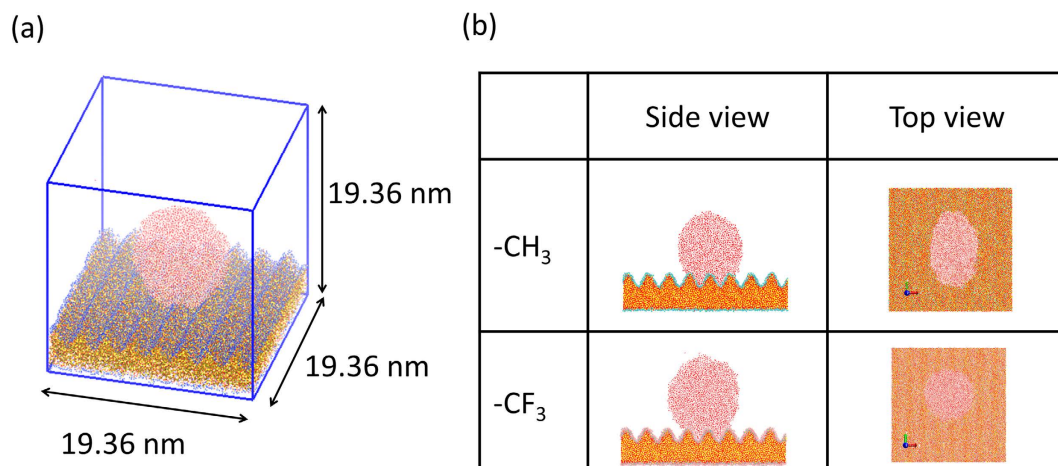 (a)
19.36 nm
19.36 nm
19.36 nm
(b)
Side view
Top view
-CH₃
-CF₃